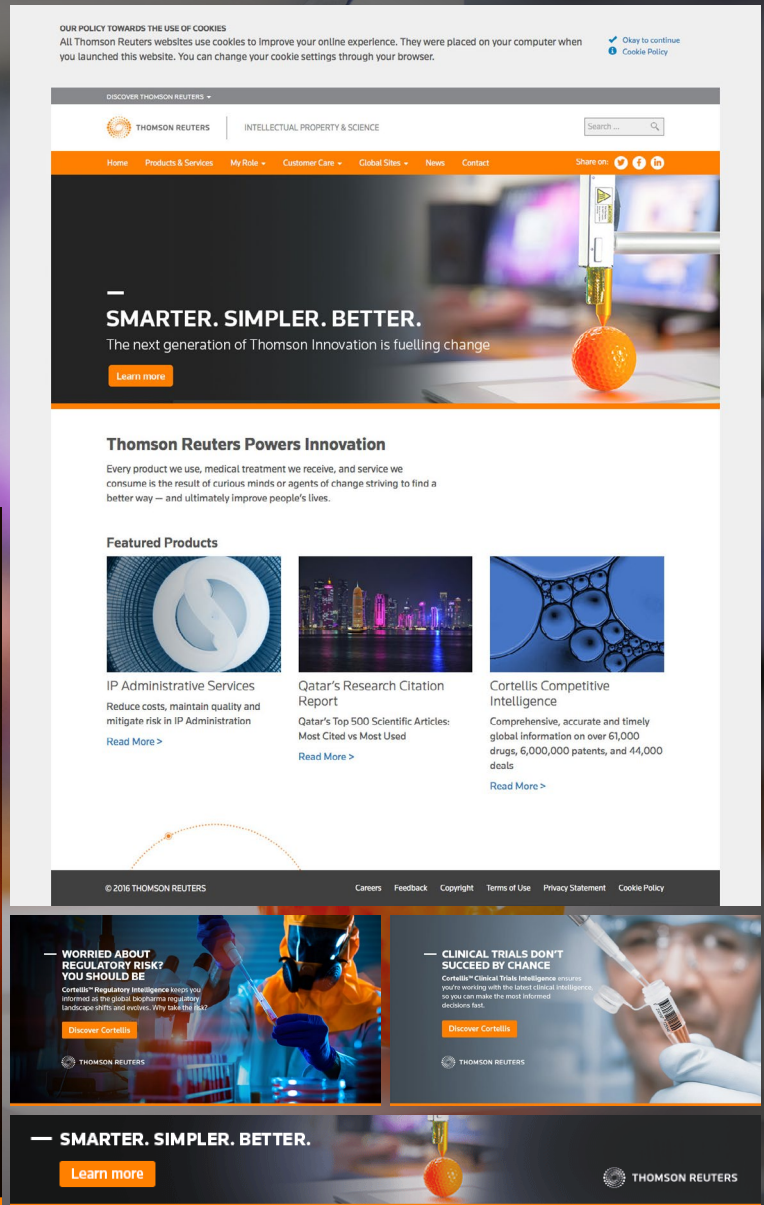 OUR POLICY TOWARDS THE USE OF COOKIES
All Thomson Reuters websites use cookies to improve your online experience. They were placed on your computer when
you launched this website. You can change your cookie settings through your browser.
Okay to continue
Cookie Policy
DISCOVER THOMSON REUTERS
THOMSON REUTERS
INTELLECTUAL PROPERTY & SCIENCE
Search ...
Home Products & Services My Role Customer Care Global Sites News Contact
Share on:
SMARTER. SIMPLER. BETTER.
The next generation of Thomson Innovation is fuelling change
Learn more
Thomson Reuters Powers Innovation
Every product we use, medical treatment we receive, and service we
consume is the result of curious minds or agents of change striving to find a
better way — and ultimately improve people's lives.
Featured Products
IP Administrative Services
Reduce costs, maintain quality and
mitigate risk in IP Administration
Read More >
Qatar's Research Citation
Report
Qatar's Top 500 Scientific Articles:
Most Cited vs Most Used
Read More >
Cortellis Competitive
Intelligence
Comprehensive, accurate and timely
global information on over 61,000
drugs, 6,000,000 patents, and 44,000
deals
Read More >
© 2016 THOMSON REUTERS
Careers Feedback Copyright Terms of Use Privacy Statement Cookie Policy
WORRIED ABOUT
REGULATORY RISK?
YOU SHOULD BE
Cortellis™ Regulatory Intelligence keeps you
informed as the global biopharma regulatory
landscape shifts and evolves. Why take the risk?
Discover Cortellis
THOMSON REUTERS
CLINICAL TRIALS DON'T
SUCCEED BY CHANCE
Cortellis™ Clinical Trials Intelligence ensures
you're working with the latest clinical intelligence,
so you can make the most informed
decisions fast.
Discover Cortellis
THOMSON REUTERS
SMARTER. SIMPLER. BETTER.
Learn more
THOMSON REUTERS